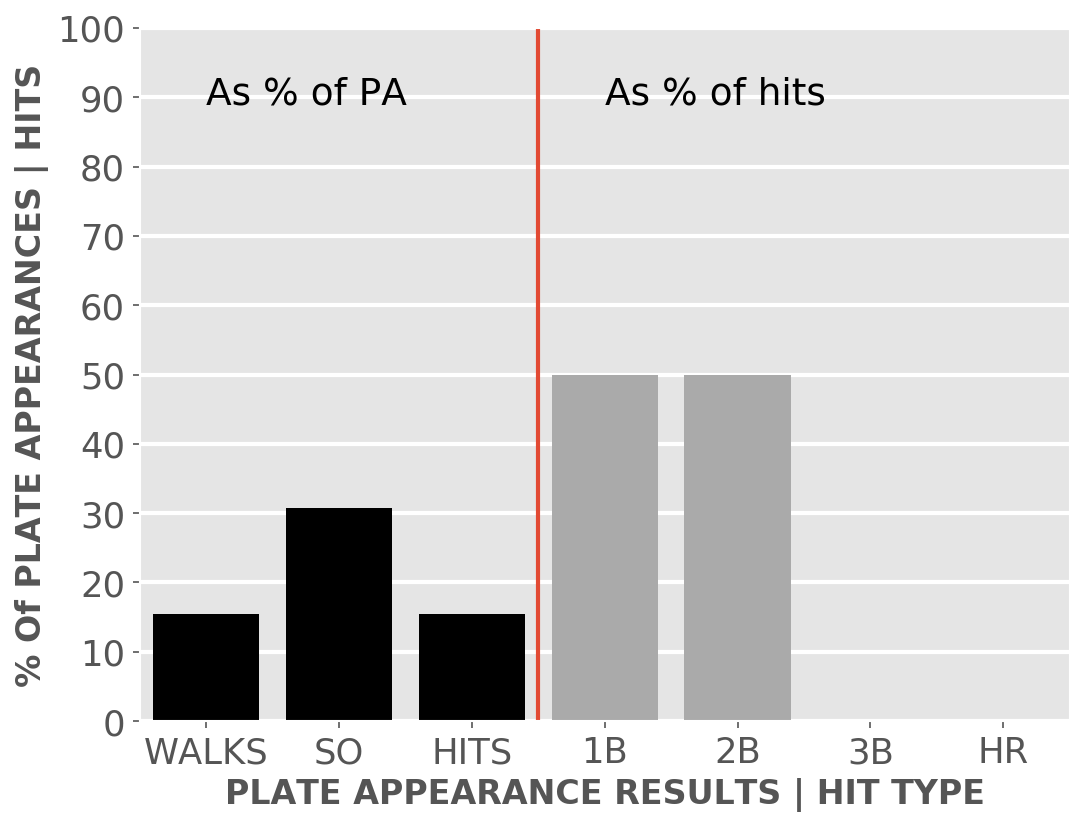 % Of PLATE APPEARANCES | HITS
100
90
80
70
60
50
40
30
20
10
0
As % of PA
As % of hits
WALKS SO HITS 1B 2B 3B HR
PLATE APPEARANCE RESULTS | HIT TYPE